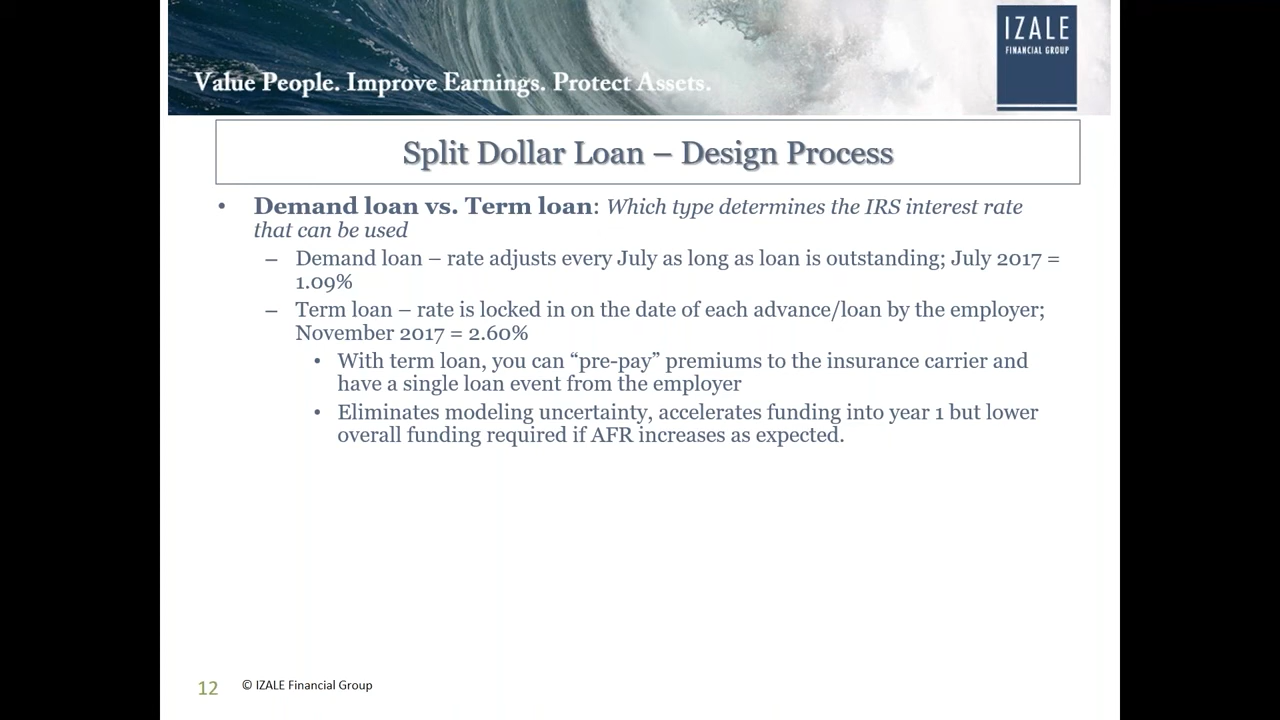 IZALE
FINANCIAL GROUP
Value People. Improve Earnings. Protect Assets.
Split Dollar Loan – Design Process
• Demand loan vs. Term loan: Which type determines the IRS interest rate
that can be used
– Demand loan – rate adjusts every July as long as loan is outstanding; July 2017 =
1.09%
– Term loan – rate is locked in on the date of each advance/loan by the employer;
November 2017 = 2.60%
• With term loan, you can “pre-pay” premiums to the insurance carrier and
have a single loan event from the employer
• Eliminates modeling uncertainty, accelerates funding into year 1 but lower
overall funding required if AFR increases as expected.
12
© IZALE Financial Group